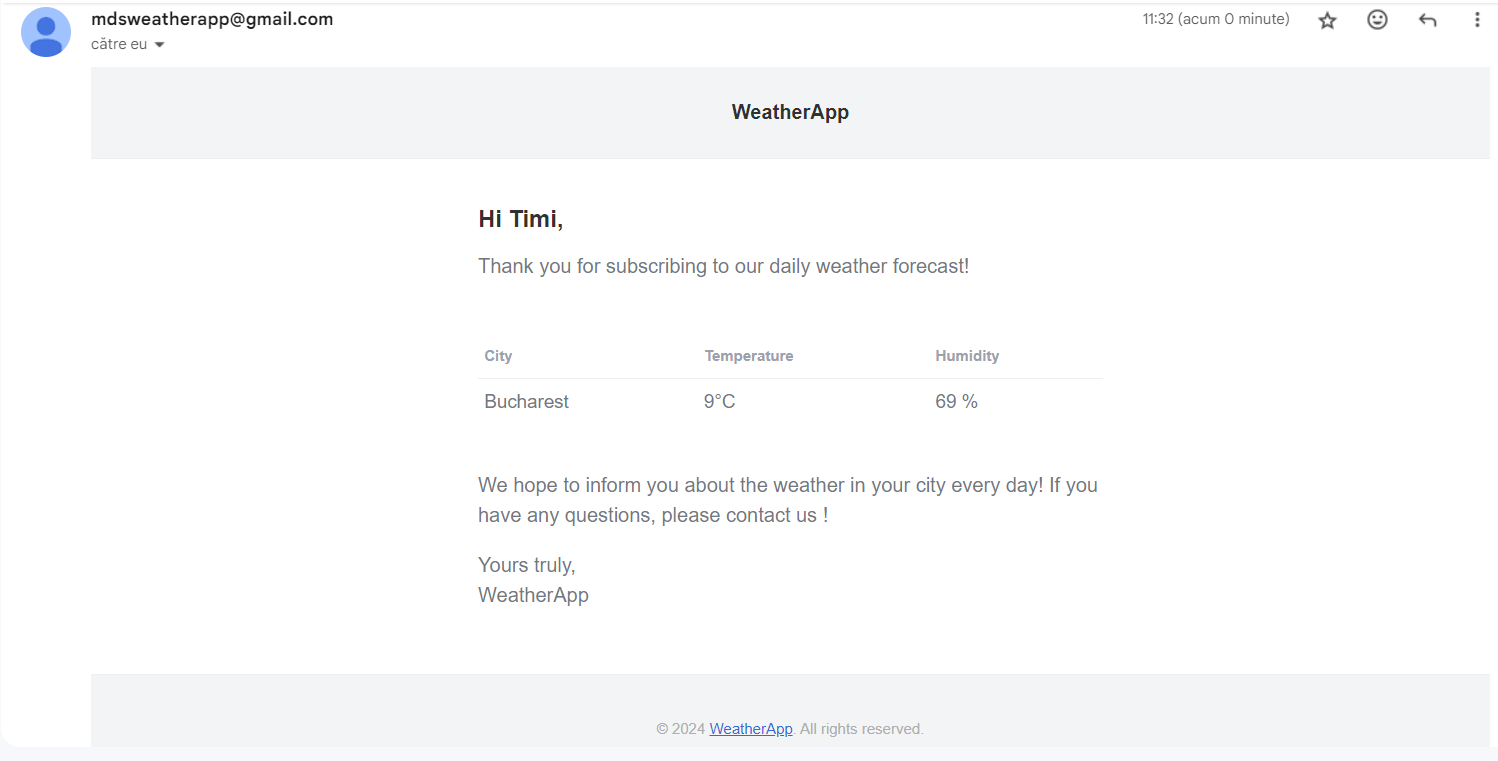 mdsweatherapp@gmail.com
11:32 (acum 0 minute)
către eu
WeatherApp
Hi Timi,
Thank you for subscribing to our daily weather forecast!
City Temperature Humidity
Bucharest 9°C 69 %
We hope to inform you about the weather in your city every day! If you
have any questions, please contact us !
Yours truly,
WeatherApp
© 2024 WeatherApp. All rights reserved.